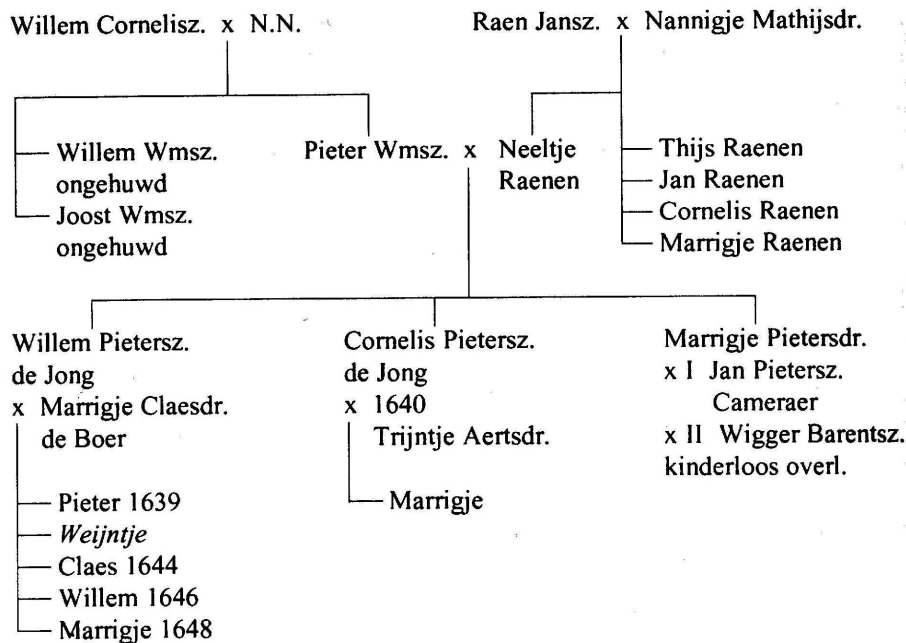 Willem Cornelisz. x N.N.
Raen Jansz. x Nannigje Mathijsdr.
Willem Wmsz.
ongehuwd
Joost Wmsz.
ongehuwd
Pieter Wmsz. x Neeltje
Raenen
Thijs Raenen
Jan Raenen
Cornelis Raenen
Marrigje Raenen
Willem Pietersz.
de Jong
x Marrigje Claesdr.
de Boer
Pieter 1639
Weijntje
Claes 1644
Willem 1646
Marrigje 1648
Cornelis Pietersz.
de Jong
x 1640
Trijntje Aertsdr.
Marrigje
Marrigje Pietersdr.
x I Jan Pietersz.
Cameraer
x II Wigger Barentsz.
kinderloos overl.